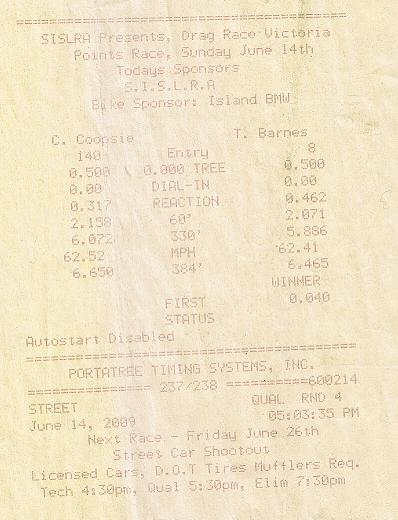 =============================================
SISLRA Presents, Drag Race Victoria
Points Race, Sunday June 14th
Todays Sponsors
S.I.S.L.R.A
Bike Sponsor: Island BMW
C. Coopsie T. Barnes
140 Entry 8
0.500 \ 0.000 TREE 0.500
0.00 DIAL-IN 0.00
0.317 REACTION 0.462
2.158 60' 2.071
6.072 330' 5.886
62.52 MPH 62.41
6.650 384' 6.465
WINNER
FIRST 0.040
STATUS
Autostart Disabled
=============================================
PORTATREE TIMING SYSTEMS, INC.
================ 237/238 ==========600214
STREET QUAL RND 4
June 14, 2009 05:03:35 PM
Next Race - Friday June 26th
Street Car Shootout
Licensed Cars, D.O.T Tires Mufflers Req.
Tech 4:30pm, Qual 5:30pm, Elim 7:30pm